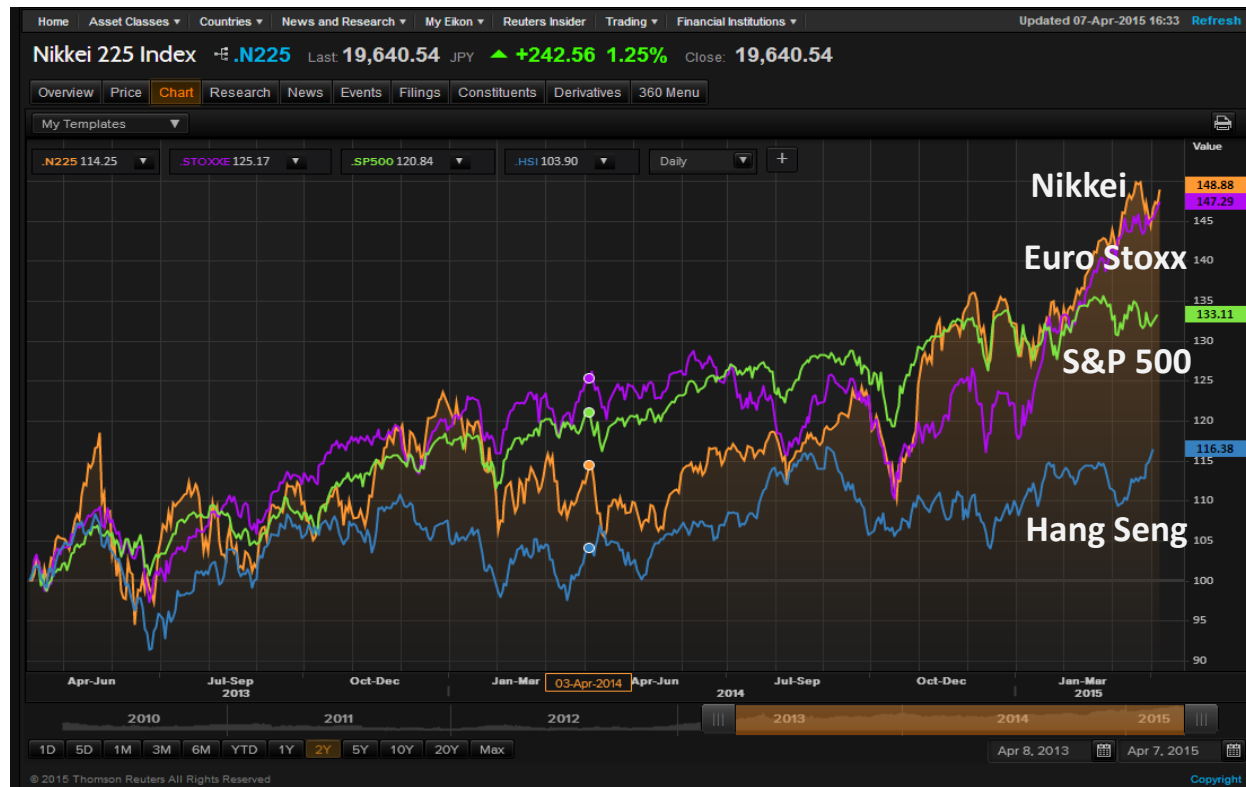 Home Asset Classes ▾ Countries ▾ News and Research ▾ My Eikon ▾ Reuters Insider Trading ▾ Financial Institutions ▾ Updated 07-Apr-2015 16:33 Refresh
Nikkei 225 Index .N225 Last: 19,640.54 JPY +242.56 1.25% Close: 19,640.54
Overview Price Chart Research News Events Filings Constituents Derivatives 360 Menu
My Templates ▼
Value
.N225 114.25 ▼ .STOXXE 125.17 ▼ .SP500 120.84 ▼ .HSI 103.90 ▼ Daily ▼ +
Nikkei
148.88
147.29
145
Euro Stoxx
140
135
133.11
130
S&P 500
125
120
116.38
115
110
Hang Seng
105
100
95
90
Apr-Jun Jul-Sep Oct-Dec Jan-Mar 03-Apr-2014 Apr-Jun Jul-Sep Oct-Dec Jan-Mar
2013 2014 2015
2010 2011 2012 2013 2014 2015
1D 5D 1M 3M 6M YTD 1Y 2Y 5Y 10Y 20Y Max Apr 8, 2013 Apr 7, 2015
© 2015 Thomson Reuters All Rights Reserved Copyright